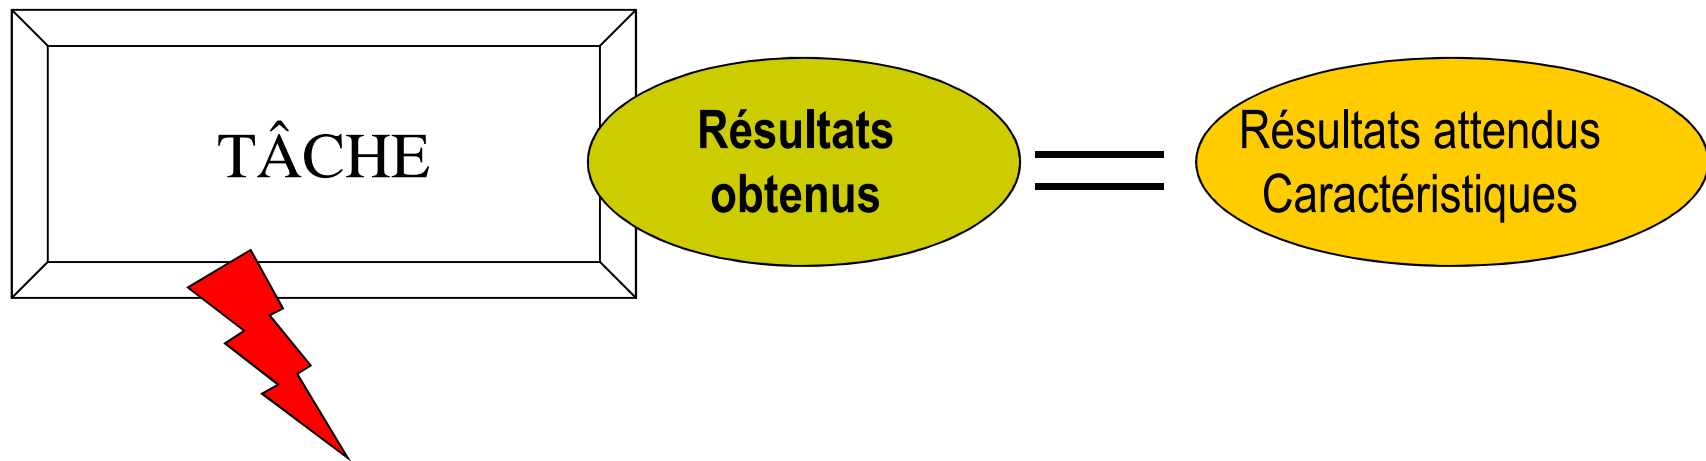 TÂCHE
Résultats
obtenus
Résultats attendus
Caractéristiques